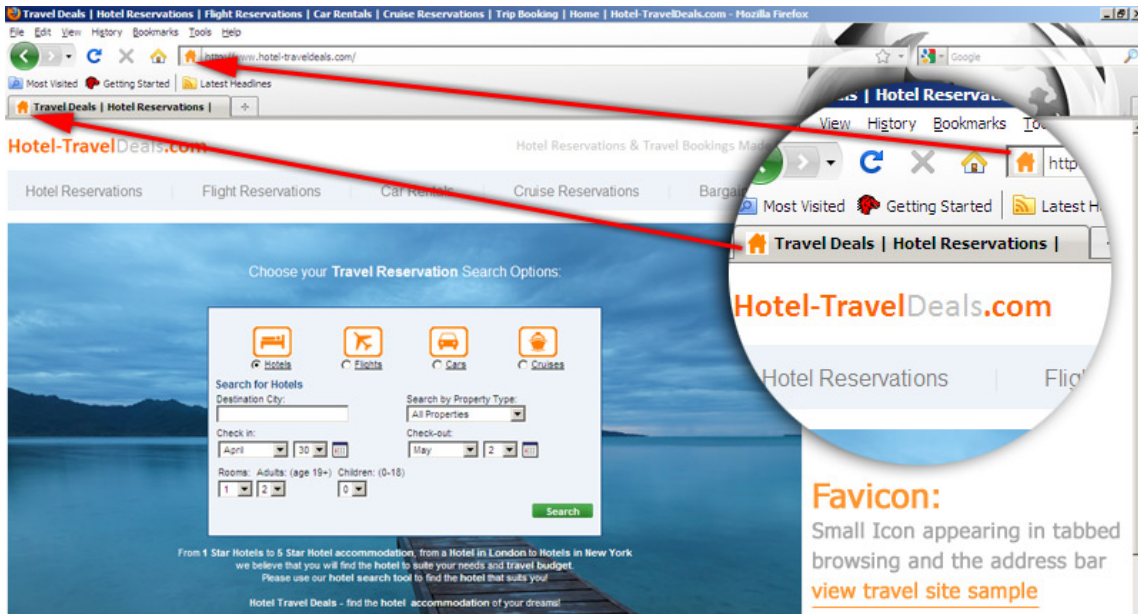 Travel Deals | Hotel Reservations | Flight Reservations | Car Rentals | Cruise Reservations | Trip Booking | Home | Hotel-TravelDeals.com - Mozilla Firefox
File Edit View History Bookmarks Tools Help
http://www.hotel-traveldeals.com/
Google
Most Visited Getting Started Latest Headlines
Travel Deals | Hotel Reservations |
Hotel-TravelDeals.com
Hotel Reservations & Travel Bookings
Hotel Reservations Flight Reservations Car Rentals Cruise Reservations
Choose your Travel Reservation Search Options:
Hotels Flights Cars Cruises
Search for Hotels
Destination City: Search by Property Type:
All Properties
Check in: Check-out:
April 30 May 2
Rooms: Adults: (age 19+) Children: (0-18)
1 2 0
Search
From 1 Star Hotels to 5 Star Hotel accommodation, from a Hotel in London to Hotels in New York
we believe that you will find the hotel to suite your needs and travel budget.
Please use our hotel search tool to find the hotel that suits you!
Hotel Travel Deals - find the hotel accommodation of your dreams!
| Hotel
View History Bookmarks
http
Most Visited Getting Started Latest
Travel Deals | Hotel Reservations |
Hotel-TravelDeals.com
Hotel Reservations
Favicon:
Small Icon appearing in tabbed
browsing and the address bar
view travel site sample